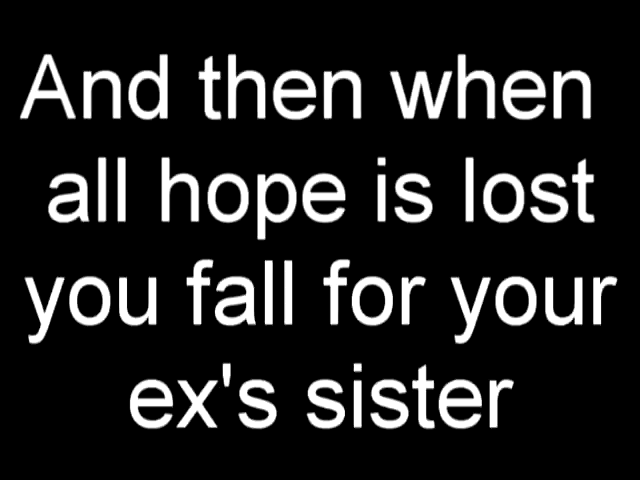 And then when
all hope is lost
you fall for your
ex's sister